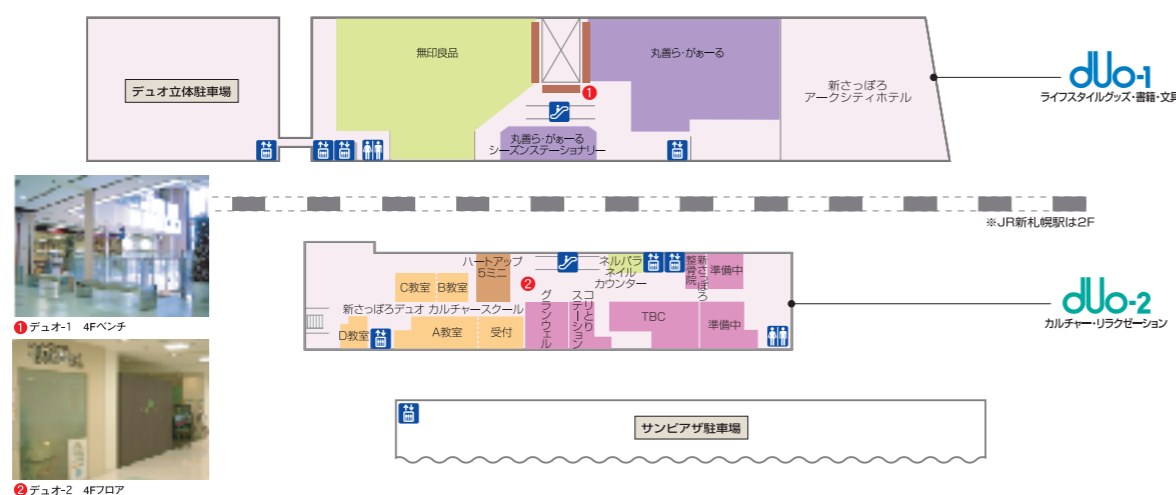 無印良品
丸善ら・がぁーる
デュオ立体駐車場
新さっぽろ
アークシティホテル
duo-1
ライフスタイルグッズ・書籍・文具
1
丸善ら・がぁーる
シーズンステーショナリー
※JR新札幌駅は2F
ハートアップ
5ミニ
ネルパラ
ネイル
カウンター
新さっぽろ
整骨院
準備中
C教室
B教室
2
新さっぽろデュオ カルチャースクール
グランウェル
コリとり
ステーション
TBC
準備中
D教室
A教室
受付
duo-2
カルチャー・リラクゼーション
1 デュオ-1 4Fベンチ
サンピアザ駐車場
2 デュオ-2 4Fフロア